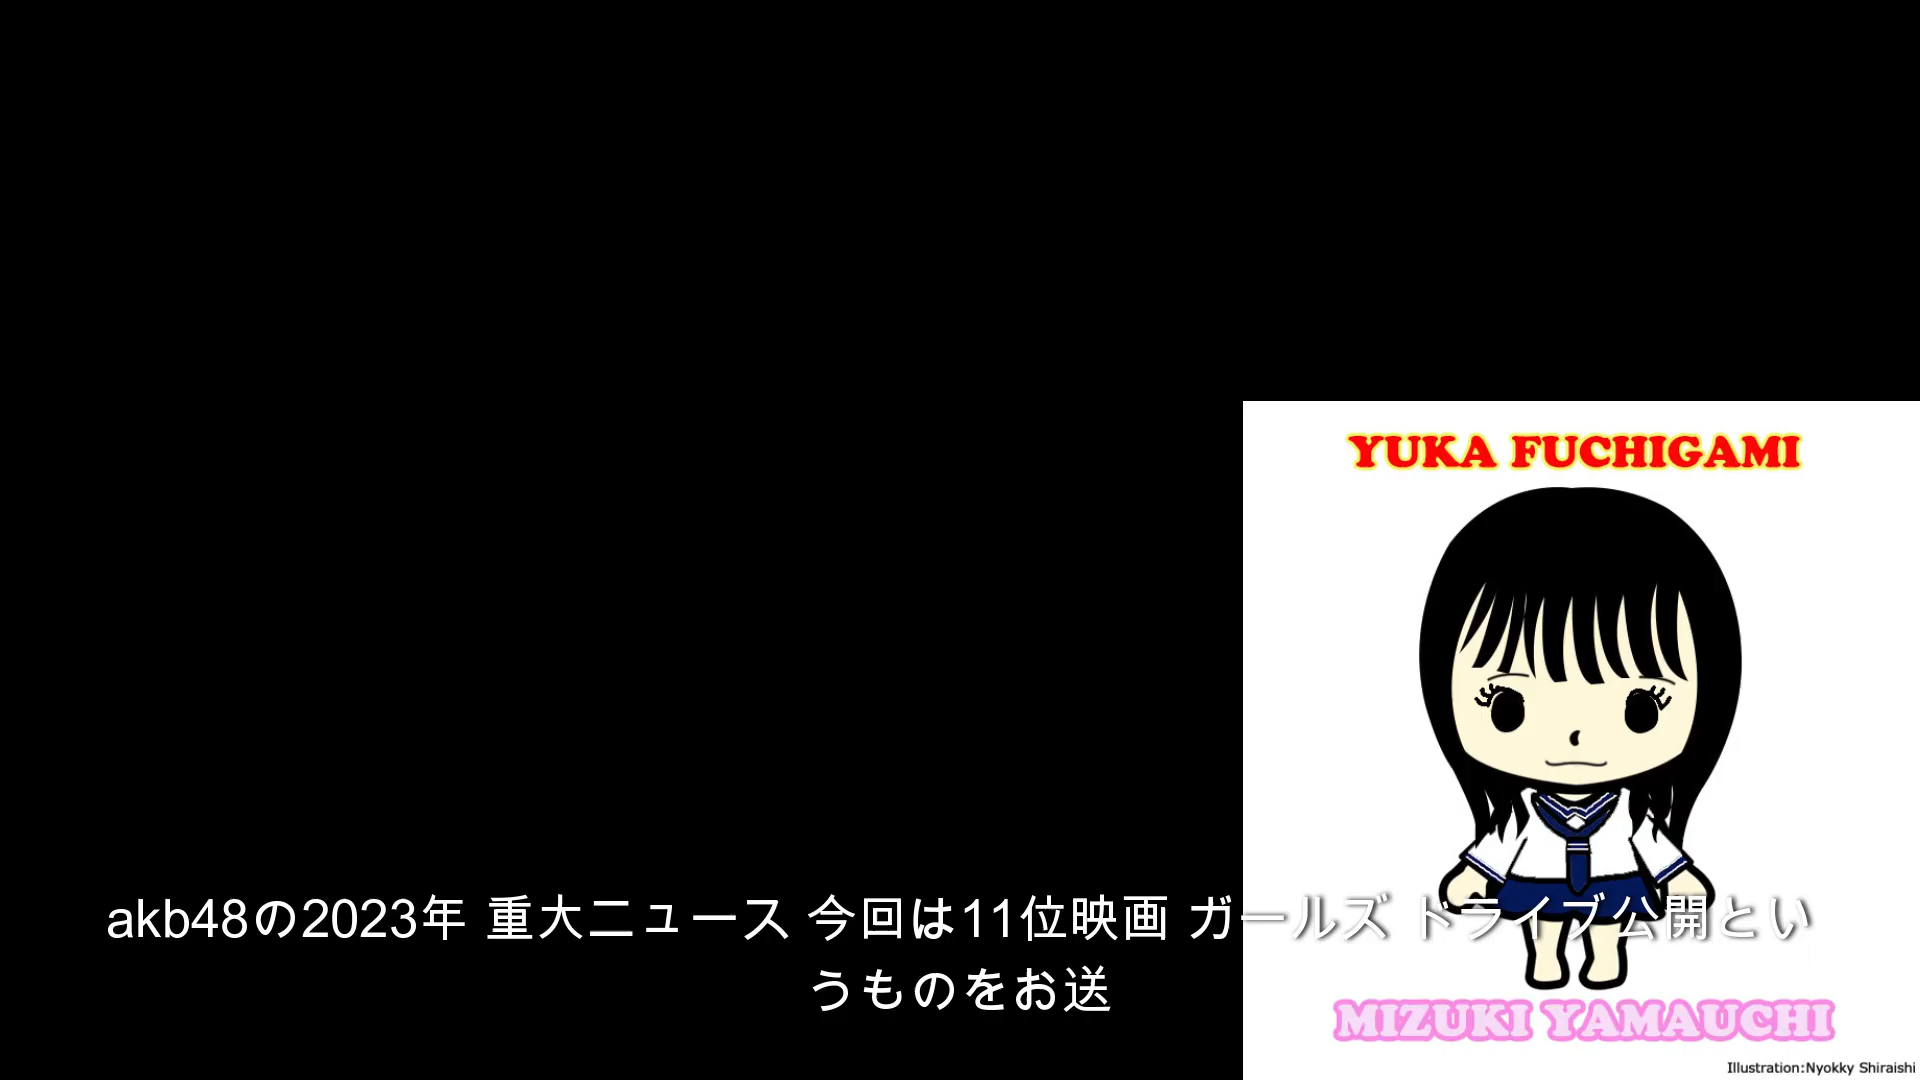 YUKA FUCHIGAMI
akb48の2023年 重大ニュース 今回は11位映画 ガールズ ドライブ公開とい
うものをお送
MIZUKI YAMAUCHI
Illustration:Nyokky Shiraishi